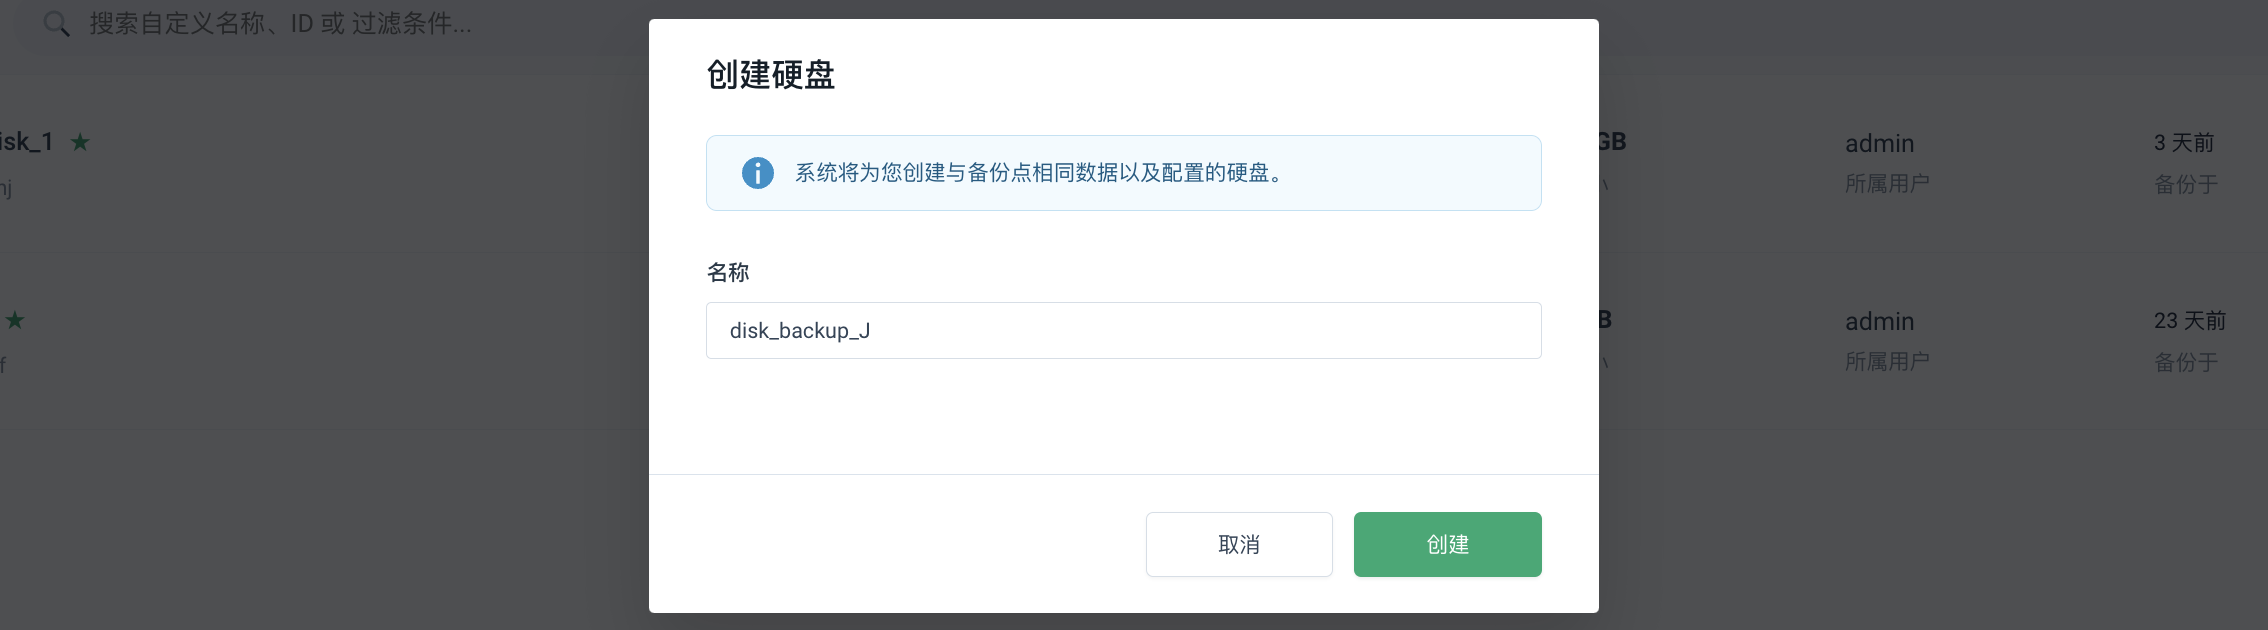 搜索自定义名称、ID 或 过滤条件...
创建硬盘
系统将为您创建与备份点相同数据以及配置的硬盘。
isk_1
GB
admin
3 天前
nj
所属用户
备份于
名称
disk_backup_J
B
admin
23 天前
f
所属用户
备份于
取消
创建